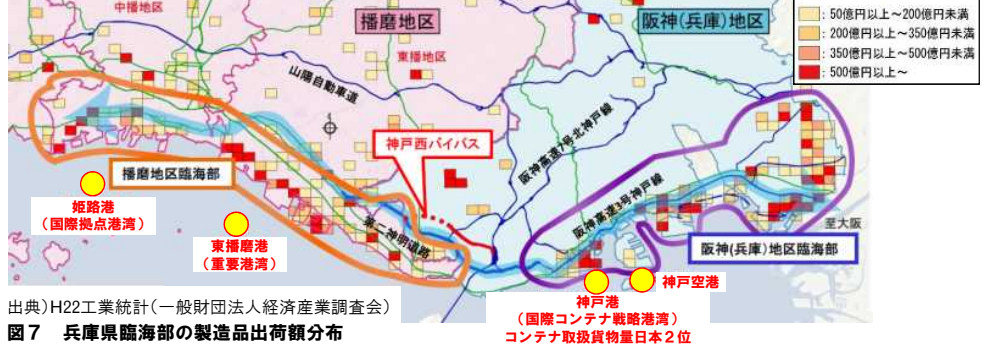 中播地区
播磨地区
阪神(兵庫)地区
：50億円以上～200億円未満
：200億円以上～350億円未満
：350億円以上～500億円未満
：500億円以上～
東播地区
山陽自動車道
神戸西バイパス
阪神高速7号北神戸線
播磨地区臨海部
阪神高速3号神戸線
第二神明道路
姫路港
（国際拠点港湾）
東播磨港
（重要港湾）
至大阪
阪神(兵庫)地区臨海部
神戸空港
神戸港
（国際コンテナ戦略港湾）
コンテナ取扱貨物量日本２位
出典)H22工業統計(一般財団法人経済産業調査会)
図７　兵庫県臨海部の製造品出荷額分布